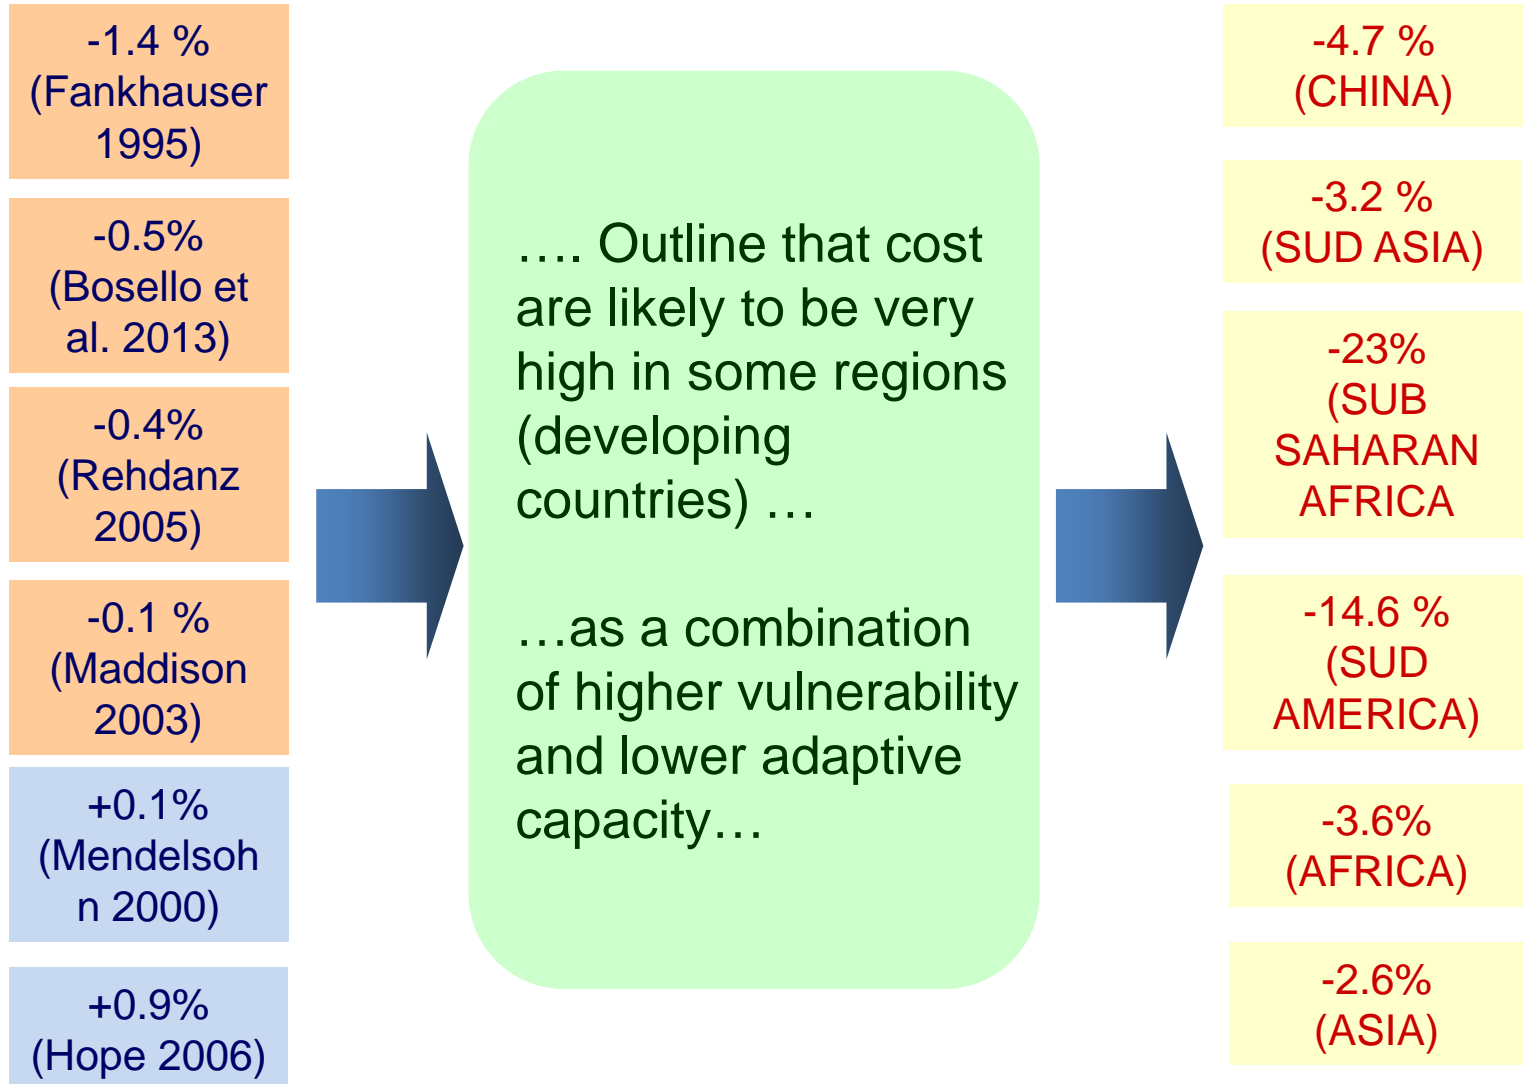 -1.4 %
(Fankhauser
1995)
-0.5%
(Bosello et
al. 2013)
-0.4%
(Rehdanz
2005)
-0.1 %
(Maddison
2003)
+0.1%
(Mendelsoh
n 2000)
+0.9%
(Hope 2006)
…. Outline that cost
are likely to be very
high in some regions
(developing
countries) …
…as a combination
of higher vulnerability
and lower adaptive
capacity…
-4.7 %
(CHINA)
-3.2 %
(SUD ASIA)
-23%
(SUB
SAHARAN
AFRICA
-14.6 %
(SUD
AMERICA)
-3.6%
(AFRICA)
-2.6%
(ASIA)